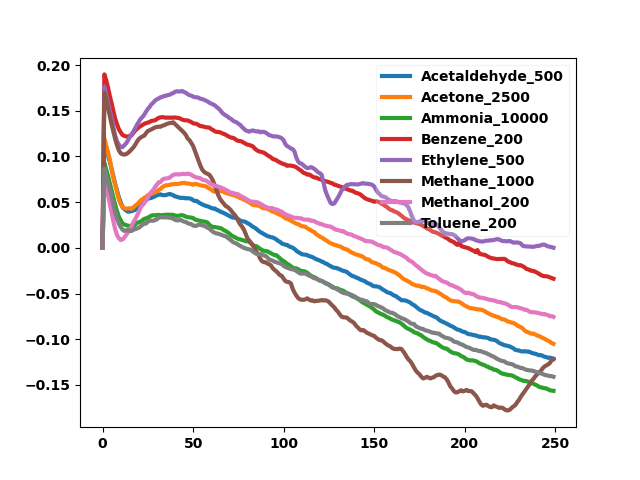 0.20
0.15
0.10
0.05
0.00
−0.05
−0.10
−0.15
0
50
100
150
200
250
Acetaldehyde_500
Acetone_2500
Ammonia_10000
Benzene_200
Ethylene_500
Methane_1000
Methanol_200
Toluene_200